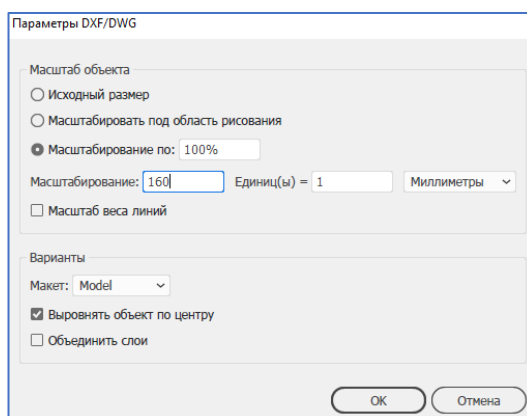 Параметры DXF/DWG
Масштаб объекта
Исходный размер
Масштабировать под область рисования
Масштабирование по: 100%
Масштабирование: 160 Единиц(ы) = 1 Миллиметры
Масштаб веса линий
Варианты
Макет: Model
Выровнять объект по центру
Объединить слои
ОК Отмена